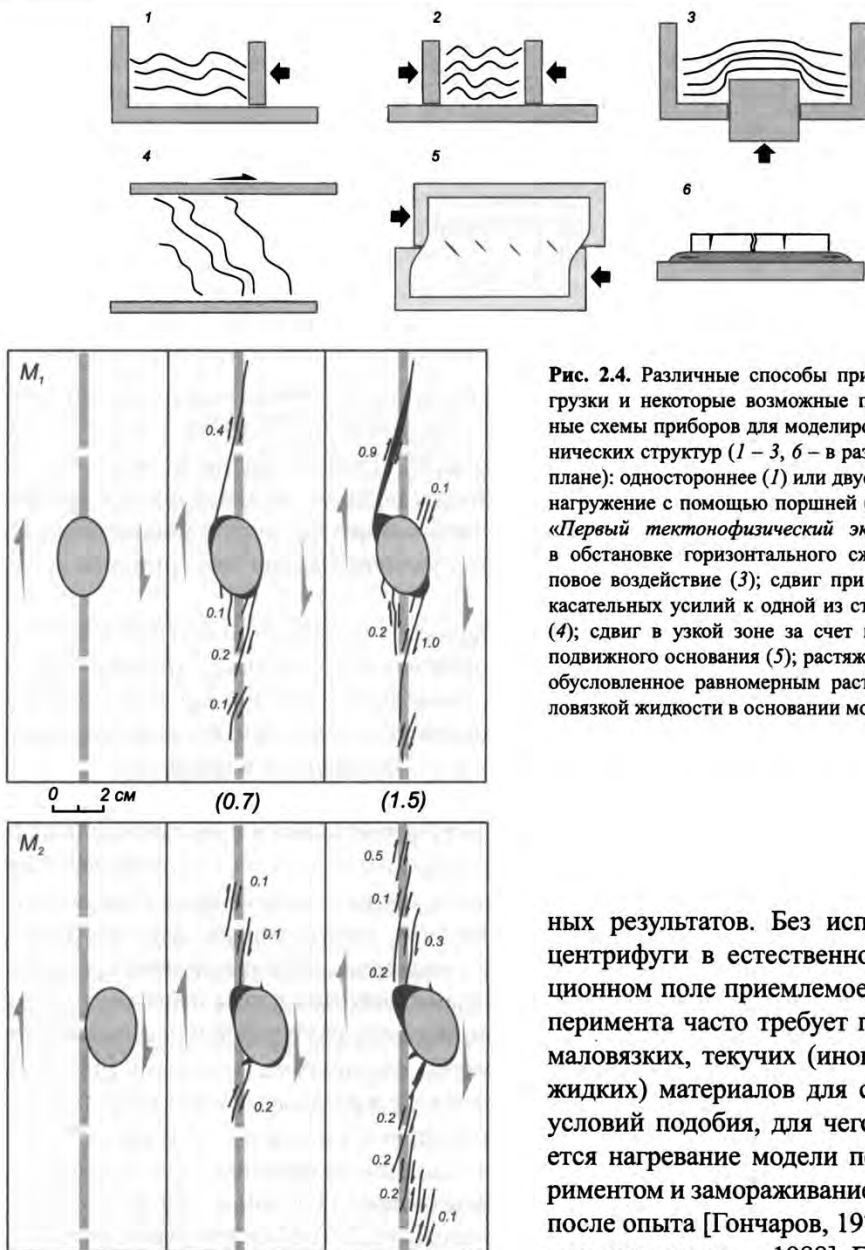 1
2
3
4
5
6
M1
0.4
0.1
0.2
0.1
0.9
0.1
0.2
1.0
0 2 см
(0.7)
(1.5)
M2
0.1
0.1
0.2
0.5
0.1
0.3
0.2
0.2
0.2
0.2
0.1
Рис. 2.4. Различные способы при
грузки и некоторые возможные п
ные схемы приборов для моделиро
нических структур (1 – 3, 6 – в раз
плане): одностороннее (1) или двус
нагружение с помощью поршней (
«Первый тектонофизический эк
в обстановке горизонтального сж
повое воздействие (3); сдвиг при
касательных усилий к одной из ст
(4); сдвиг в узкой зоне за счет
подвижного основания (5); растяж
обусловленное равномерным раст
ловязкой жидкости в основании мо
ных результатов. Без исп
центрифуги в естественно
ционном поле приемлемое
перимента часто требует п
маловязких, текучих (иног
жидких) материалов для с
условий подобия, для чего
ется нагревание модели пе
риментом и замораживание
после опыта [Гончаров, 19